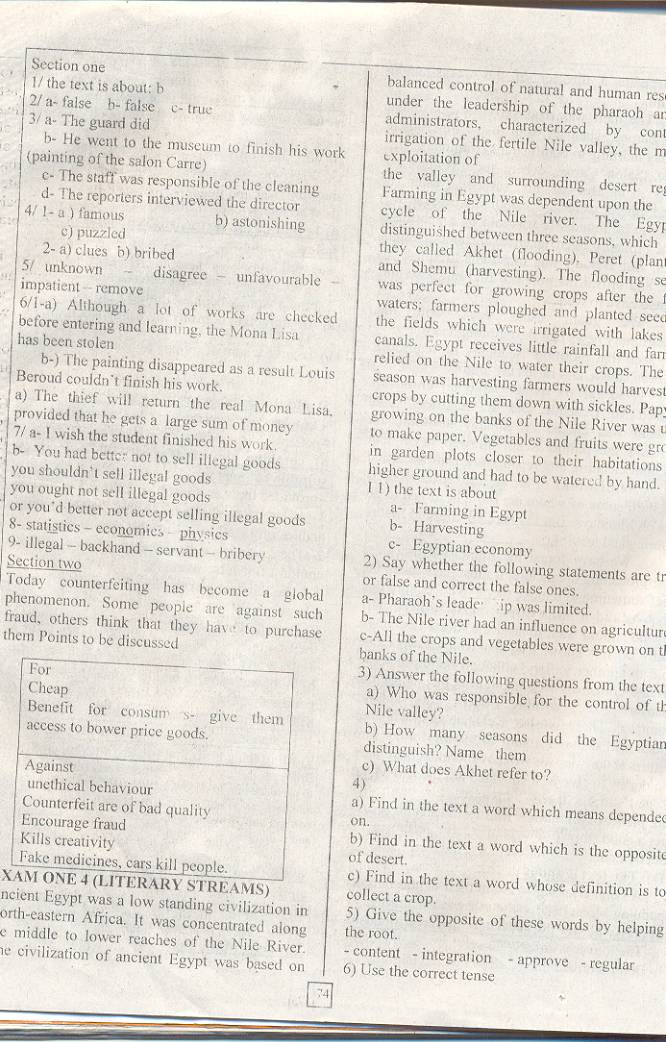 Section one
1/ the text is about: b
2/ a- false b- false c- true
3/ a- The guard did
b- He went to the museum to finish his work
(painting of the salon Carre)
c- The staff was responsible of the cleaning
d- The reporters interviewed the director
4/ 1- a ) famous b) astonishing
c) puzzled
2- a) clues b) bribed
5/ unknown - disagree – unfavourable –
impatient – remove
6/1-a) Although a lot of works are checked
before entering and learning, the Mona Lisa
has been stolen
b-) The painting disappeared as a result Louis
Beroud couldn't finish his work.
a) The thief will return the real Mona Lisa,
provided that he gets a large sum of money
7/ a- I wish the student finished his work.
b- You had better not to sell illegal goods
you shouldn't sell illegal goods
you ought not sell illegal goods
or you'd better not accept selling illegal goods
8- statistics – economics – physics
9- illegal – backhand – servant – bribery
Section two
Today counterfeiting has become a global
phenomenon. Some people are against such
fraud, others think that they have to purchase
them Points to be discussed
For
Cheap
Benefit for consum s- give them
access to bower price goods.
Against
unethical behaviour
Counterfeit are of bad quality
Encourage fraud
Kills creativity
Fake medicines, cars kill people.
XAM ONE 4 (LITERARY STREAMS)
ncient Egypt was a low standing civilization in
orth-eastern Africa. It was concentrated along
e middle to lower reaches of the Nile River.
e civilization of ancient Egypt was based on
balanced control of natural and human res
under the leadership of the pharaoh an
administrators, characterized by cont
irrigation of the fertile Nile valley, the m
exploitation of
the valley and surrounding desert reg
Farming in Egypt was dependent upon the
cycle of the Nile river. The Egyp
distinguished between three seasons, which
they called Akhet (flooding), Peret (plant
and Shemu (harvesting). The flooding se
was perfect for growing crops after the f
waters; farmers ploughed and planted seed
the fields which were irrigated with lakes
canals. Egypt receives little rainfall and farm
relied on the Nile to water their crops. The
season was harvesting farmers would harvest
crops by cutting them down with sickles. Papy
growing on the banks of the Nile River was u
to make paper. Vegetables and fruits were gro
in garden plots closer to their habitations
higher ground and had to be watered by hand.
I 1) the text is about
a- Farming in Egypt
b- Harvesting
c- Egyptian economy
2) Say whether the following statements are tr
or false and correct the false ones.
a- Pharaoh's leade ip was limited.
b- The Nile river had an influence on agriculture
c-All the crops and vegetables were grown on th
banks of the Nile.
3) Answer the following questions from the text
a) Who was responsible for the control of th
Nile valley?
b) How many seasons did the Egyptian
distinguish? Name them
c) What does Akhet refer to?
4)
a) Find in the text a word which means depended
on.
b) Find in the text a word which is the opposite
of desert.
c) Find in the text a word whose definition is to
collect a crop.
5) Give the opposite of these words by helping
the root.
- content - integration - approve - regular
6) Use the correct tense
74